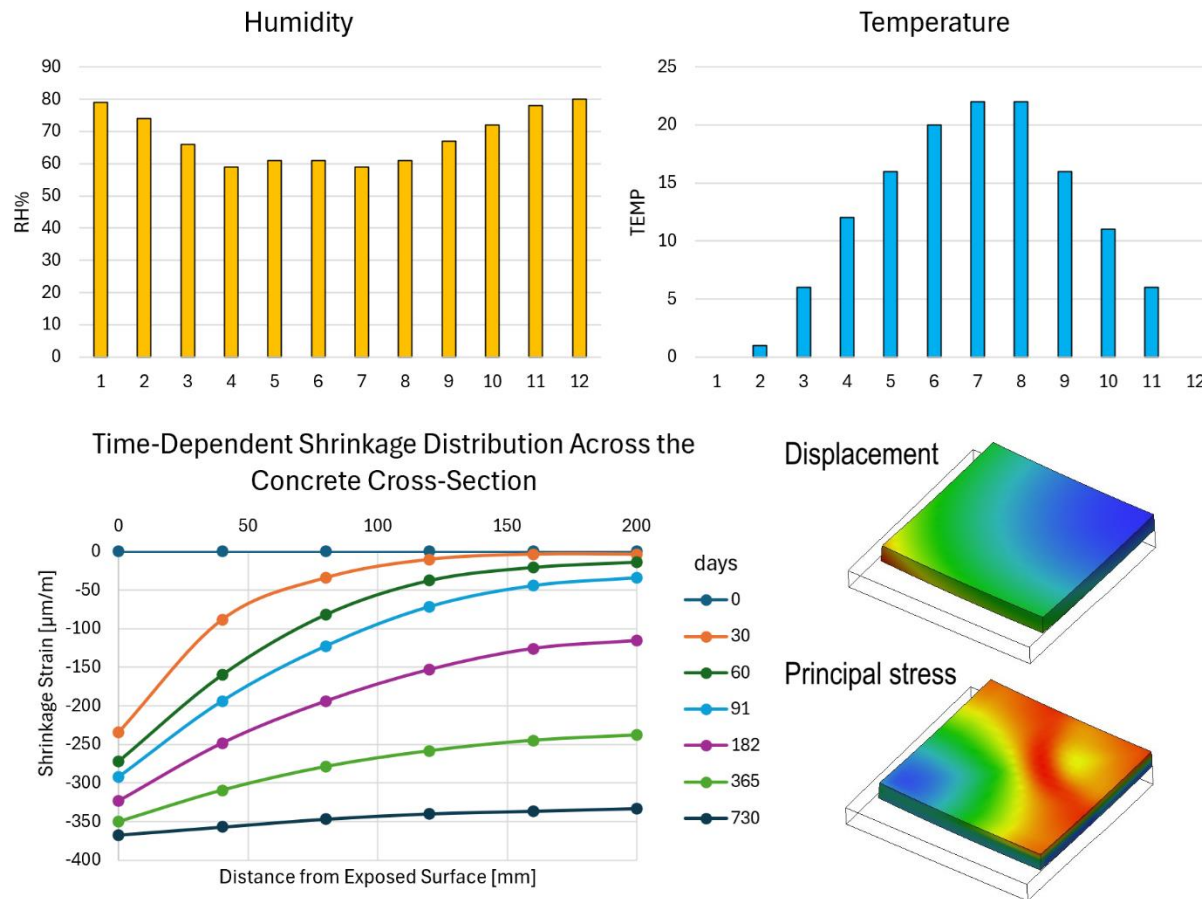 Humidity
RH%
90
80
70
60
50
40
30
20
10
0
1 2 3 4 5 6 7 8 9 10 11 12
Temperature
TEMP
25
20
15
10
5
0
1 2 3 4 5 6 7 8 9 10 11 12
Time-Dependent Shrinkage Distribution Across the
Concrete Cross-Section
0 50 100 150 200
Shrinkage Strain [µm/m]
0
-50
-100
-150
-200
-250
-300
-350
-400
Distance from Exposed Surface [mm]
days
0
30
60
91
182
365
730
Displacement
Principal stress